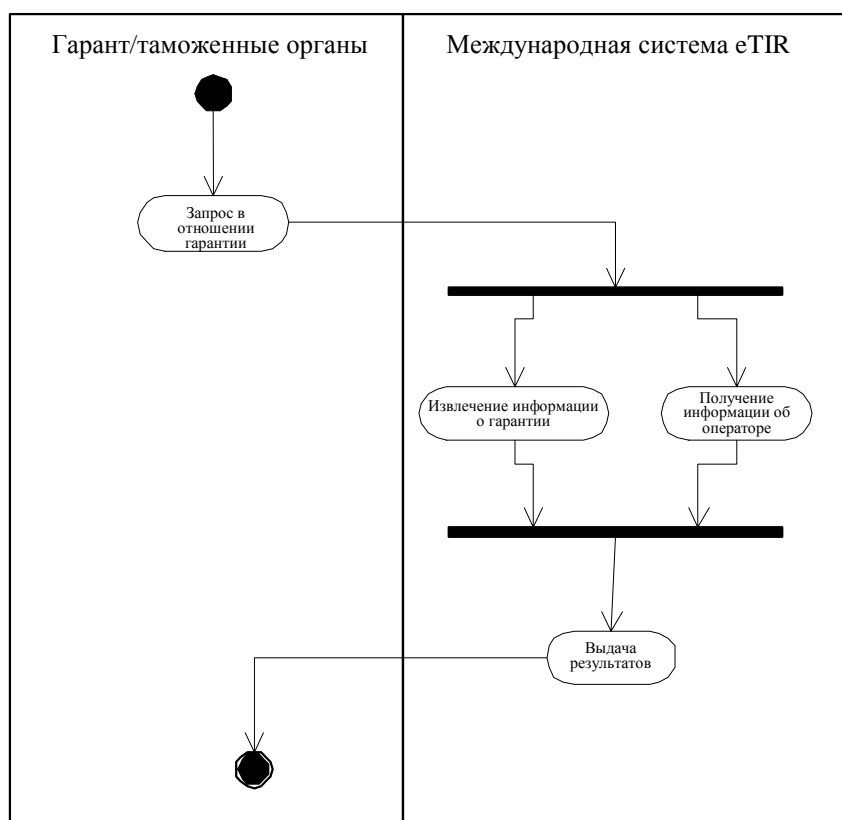 Гарант/таможенные органы
Международная система eTIR
Запрос в
отношении
гарантии
Извлечение информации
о гарантии
Получение
информации об
операторе
Выдача
результатов